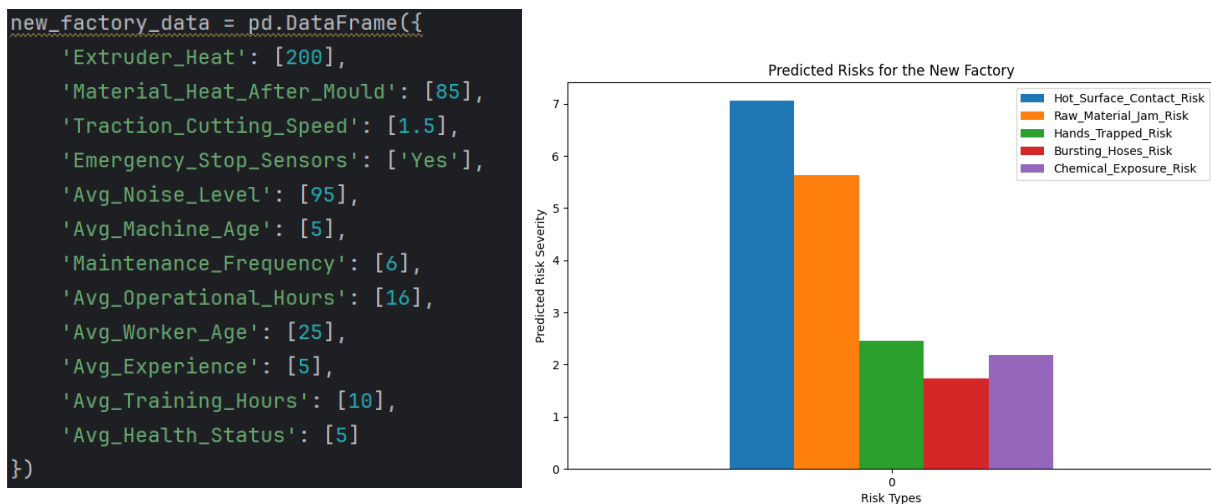 new_factory_data = pd.DataFrame({
    'Extruder_Heat': [200],
    'Material_Heat_After_Mould': [85],
    'Traction_Cutting_Speed': [1.5],
    'Emergency_Stop_Sensors': ['Yes'],
    'Avg_Noise_Level': [95],
    'Avg_Machine_Age': [5],
    'Maintenance_Frequency': [6],
    'Avg_Operational_Hours': [16],
    'Avg_Worker_Age': [25],
    'Avg_Experience': [5],
    'Avg_Training_Hours': [10],
    'Avg_Health_Status': [5]
})
Predicted Risks for the New Factory
Hot_Surface_Contact_Risk
Raw_Material_Jam_Risk
Hands_Trapped_Risk
Bursting_Hoses_Risk
Chemical_Exposure_Risk
Predicted Risk Severity
7
6
5
4
3
2
1
0
0
Risk Types